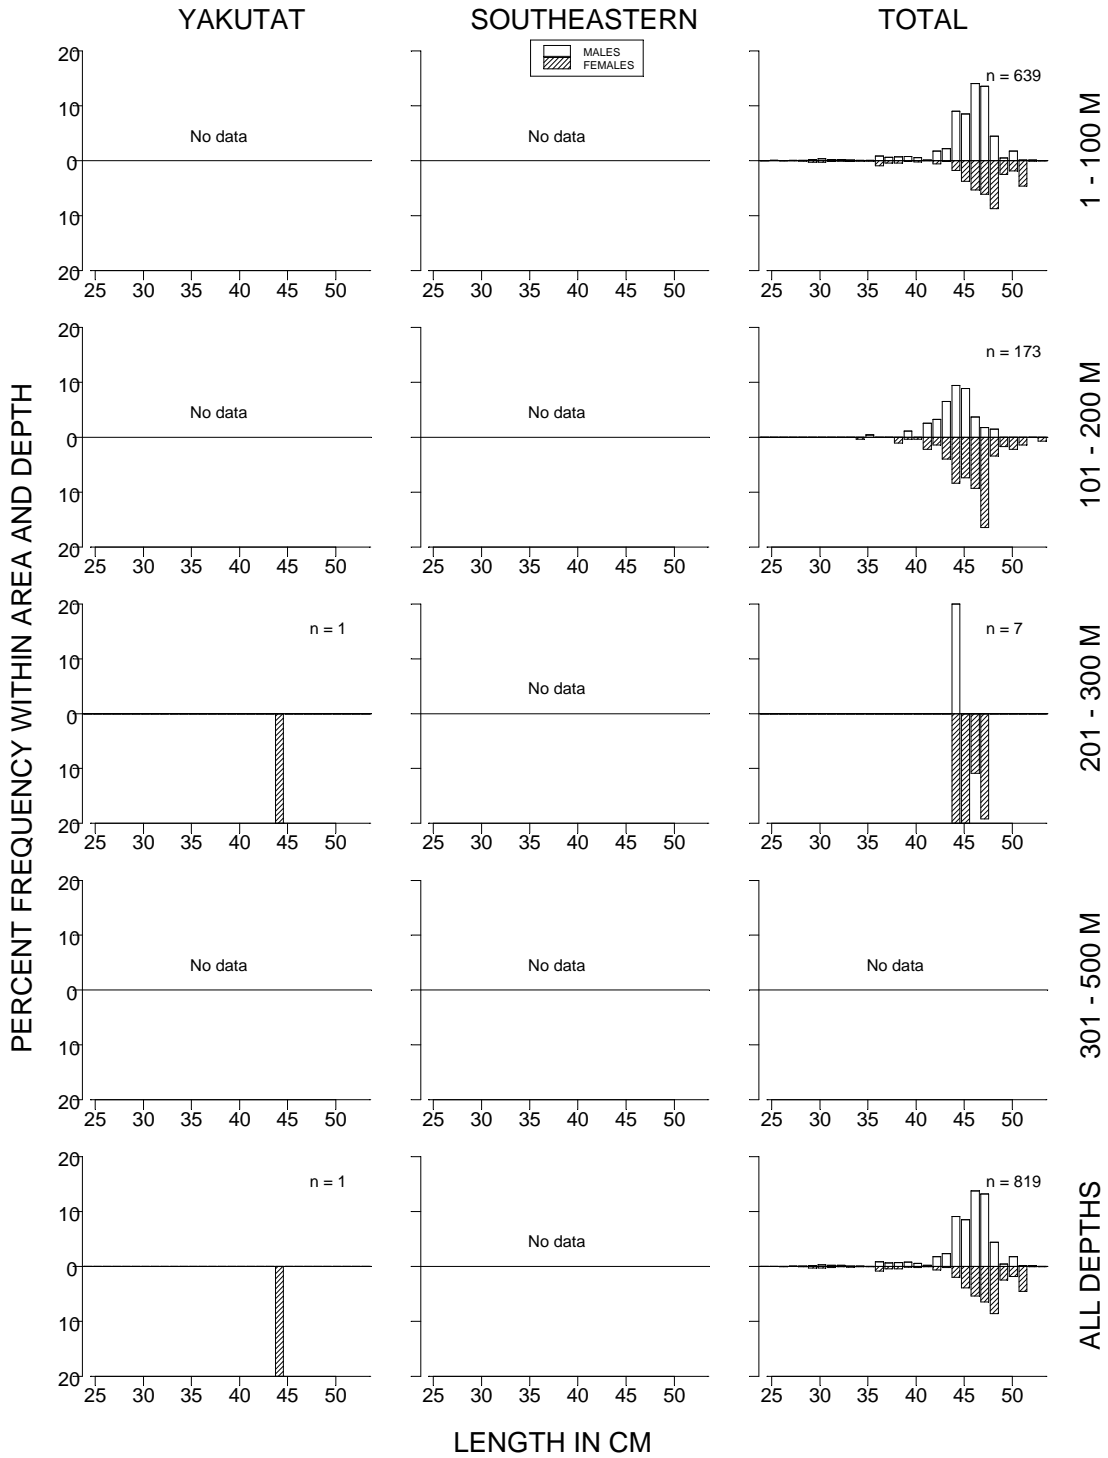 YAKUTAT SOUTHEASTERN TOTAL
MALES
FEMALES
20
10
0
10
20
No data
No data
n = 639
1 - 100 M
25 30 35 40 45 50
25 30 35 40 45 50
25 30 35 40 45 50
20
10
0
10
20
No data
No data
n = 173
101 - 200 M
25 30 35 40 45 50
25 30 35 40 45 50
25 30 35 40 45 50
PERCENT FREQUENCY WITHIN AREA AND DEPTH
20
10
0
10
20
n = 1
No data
n = 7
201 - 300 M
25 30 35 40 45 50
25 30 35 40 45 50
25 30 35 40 45 50
20
10
0
10
20
No data
No data
No data
301 - 500 M
25 30 35 40 45 50
25 30 35 40 45 50
25 30 35 40 45 50
20
10
0
10
20
n = 1
No data
n = 819
ALL DEPTHS
25 30 35 40 45 50
25 30 35 40 45 50
25 30 35 40 45 50
LENGTH IN CM